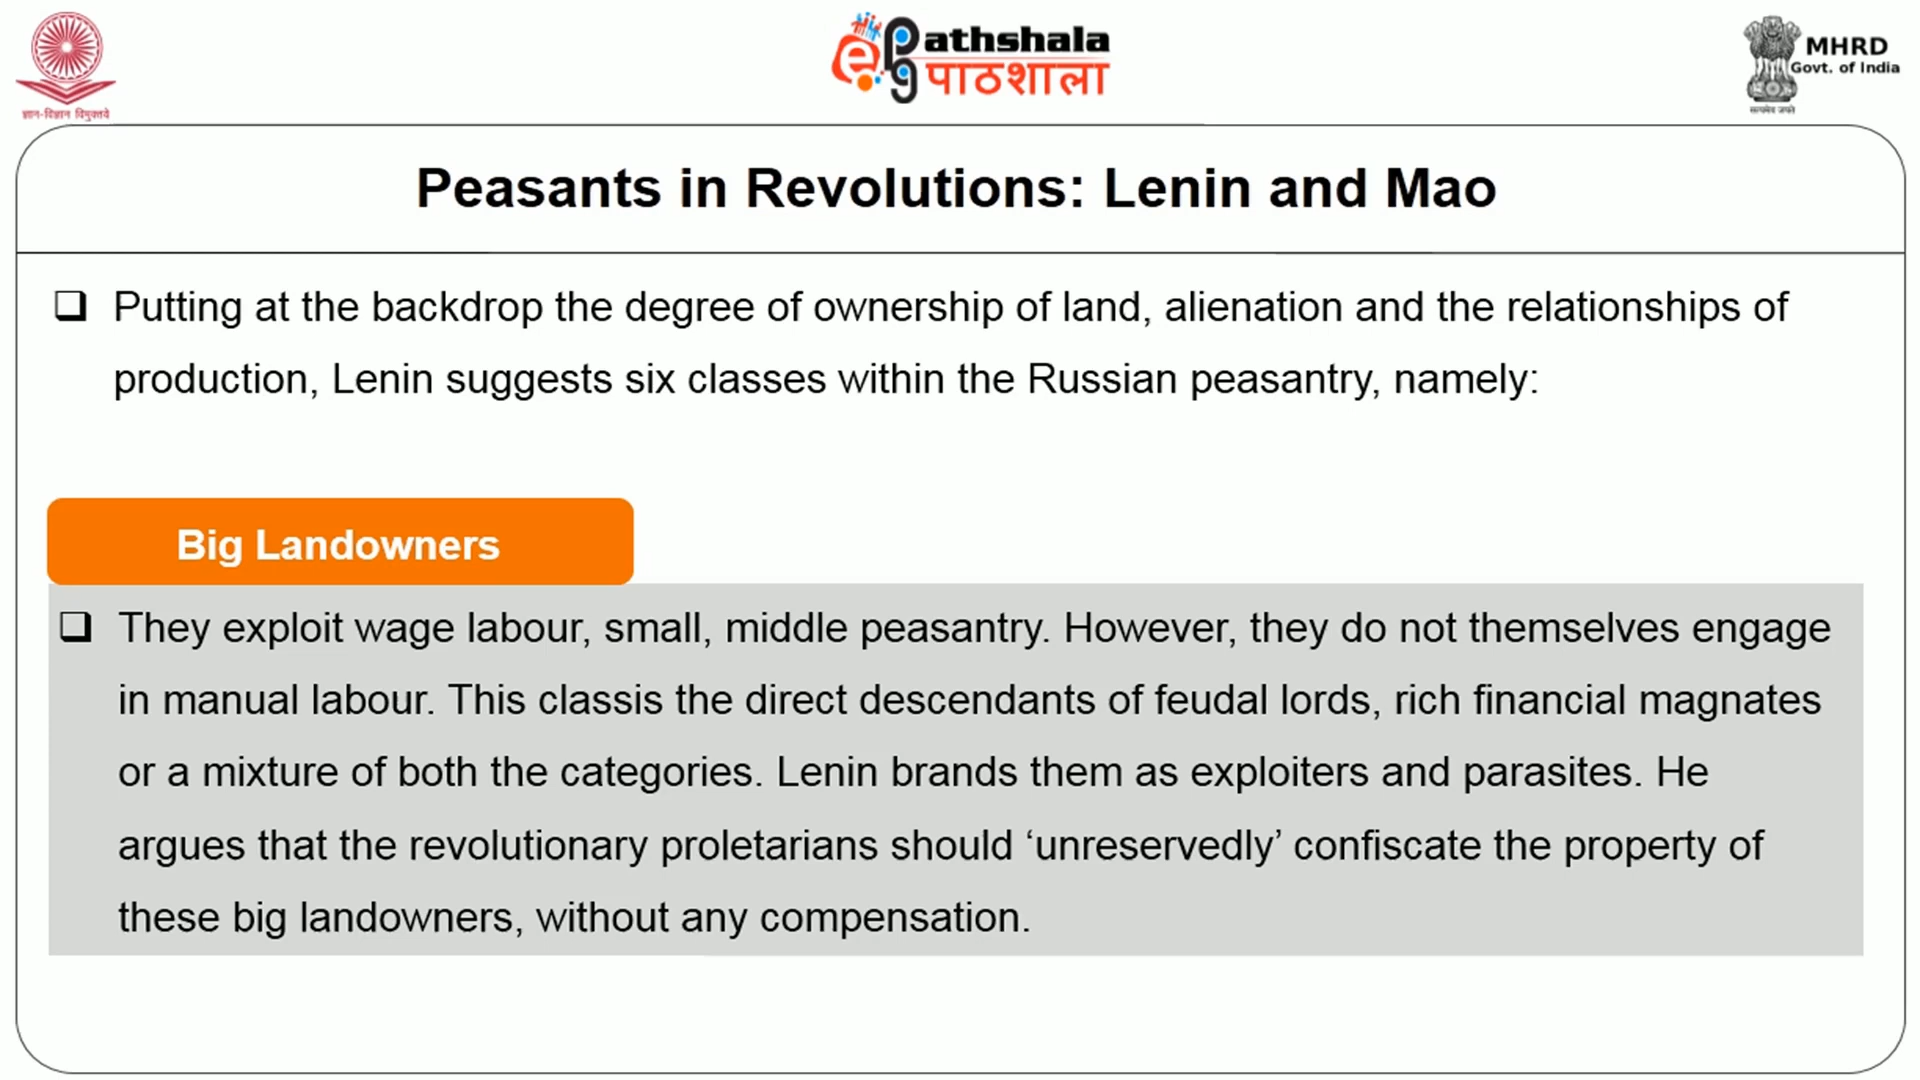 ज्ञान-विज्ञान विमुक्तये
e
pg
athshala
पाठशाला
MHRD
Govt. of India
सत्यमेव जयते
Peasants in Revolutions: Lenin and Mao
Putting at the backdrop the degree of ownership of land, alienation and the relationships of
production, Lenin suggests six classes within the Russian peasantry, namely:
Big Landowners
They exploit wage labour, small, middle peasantry. However, they do not themselves engage
in manual labour. This classis the direct descendants of feudal lords, rich financial magnates
or a mixture of both the categories. Lenin brands them as exploiters and parasites. He
argues that the revolutionary proletarians should ‘unreservedly’ confiscate the property of
these big landowners, without any compensation.